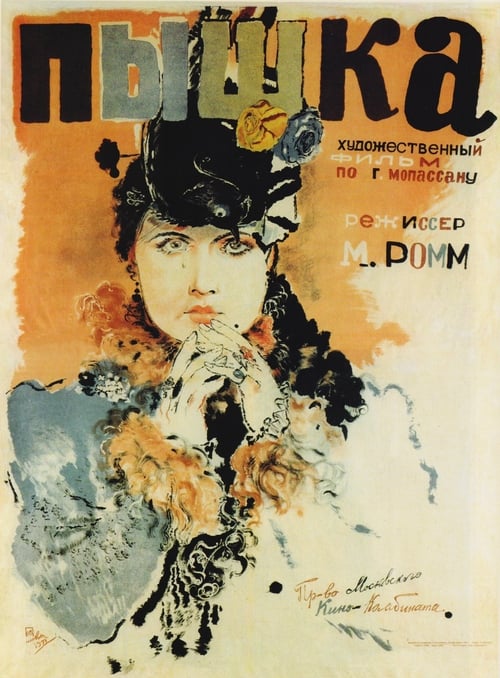 ПЫШКА
ХУДОЖЕСТВЕННЫЙ
ФИЛЬМ
ПО Г. МОПАССАНУ
РЕЖИССЕР
М. РОММ
Пр-во Московского
Кино-Комбината.